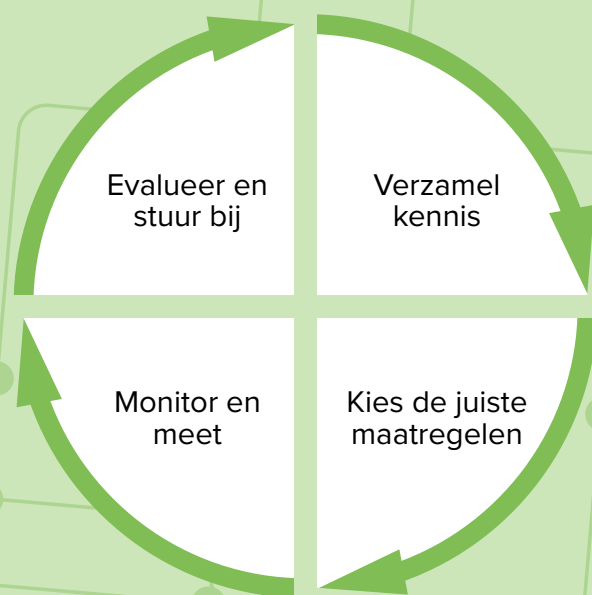 Evalueer en
stuur bij
Verzamel
kennis
Monitor en
meet
Kies de juiste
maatregelen